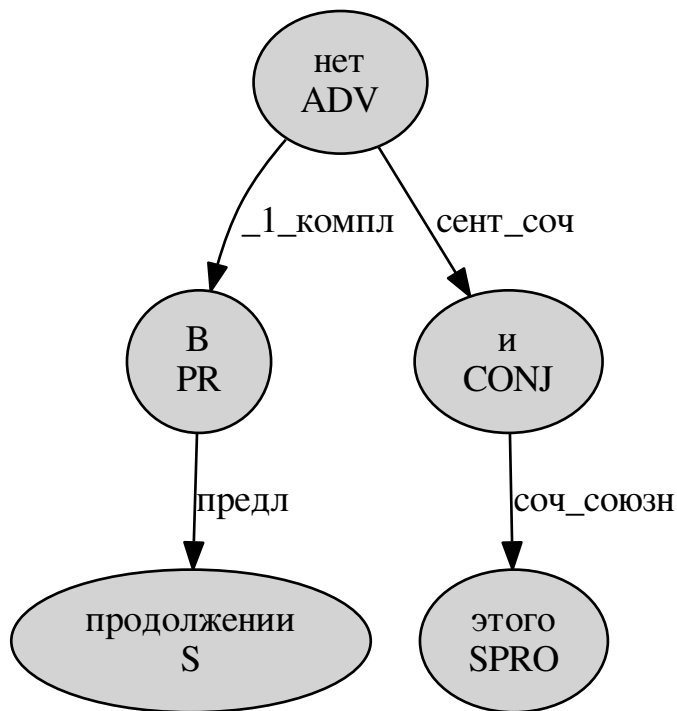 нет
ADV
_1_компл
сент_соч
В
PR
и
CONJ
предл
соч_союзн
продолжении
S
этого
SPRO